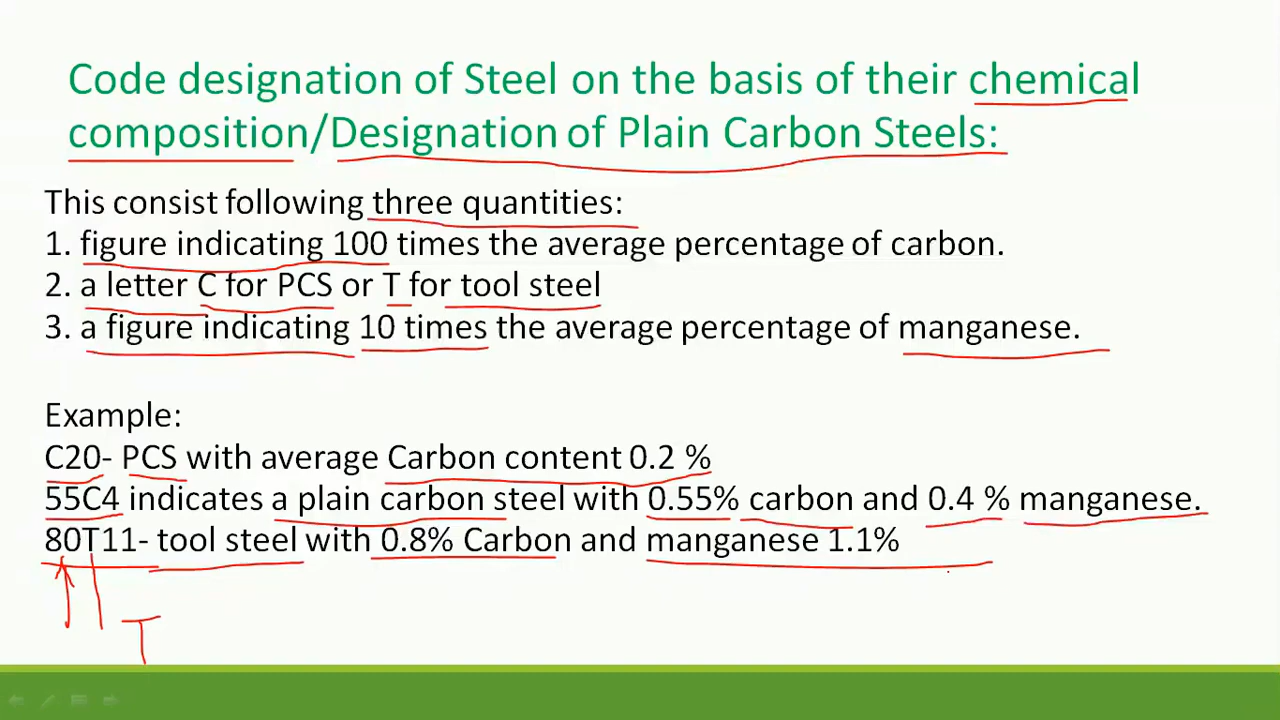 Code designation of Steel on the basis of their chemical
composition/Designation of Plain Carbon Steels:
This consist following three quantities:
1. figure indicating 100 times the average percentage of carbon.
2. a letter C for PCS or T for tool steel
3. a figure indicating 10 times the average percentage of manganese.
Example:
C20- PCS with average Carbon content 0.2 %
55C4 indicates a plain carbon steel with 0.55% carbon and 0.4 % manganese.
80T11- tool steel with 0.8% Carbon and manganese 1.1%
T